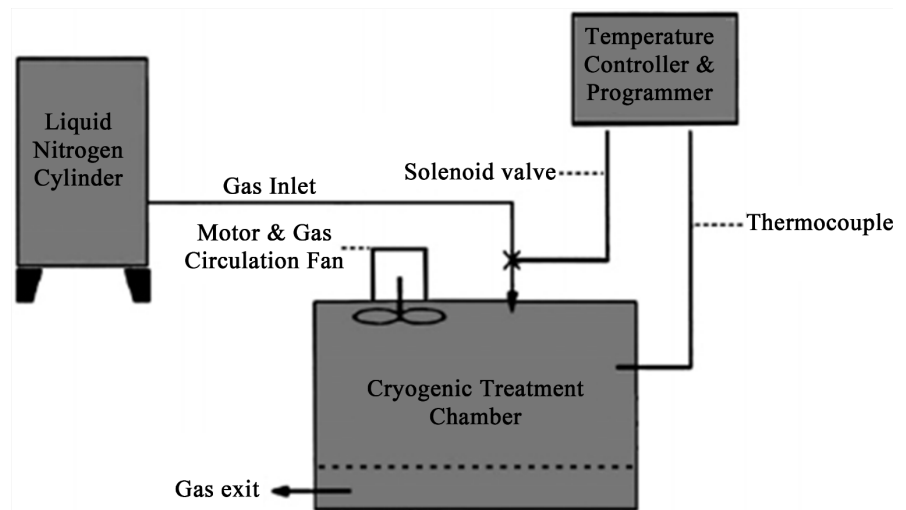 Temperature
Controller &
Programmer
Liquid
Nitrogen
Cylinder
Solenoid valve
Gas Inlet
Thermocouple
Motor & Gas
Circulation Fan
Cryogenic Treatment
Chamber
Gas exit